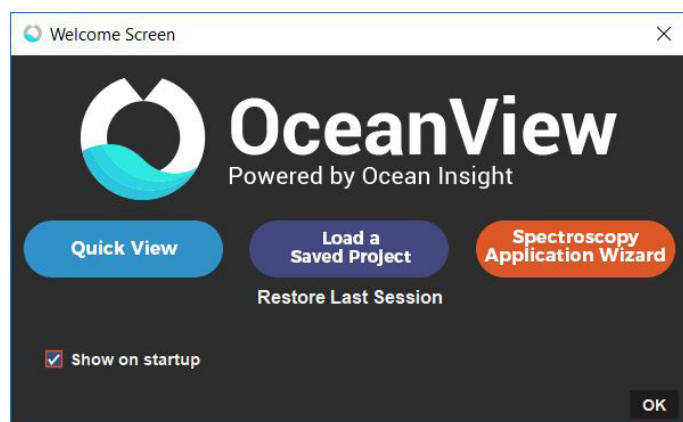 Welcome Screen
OceanView
Powered by Ocean Insight
Quick View
Load a
Saved Project
Spectroscopy
Application Wizard
Restore Last Session
Show on startup
OK